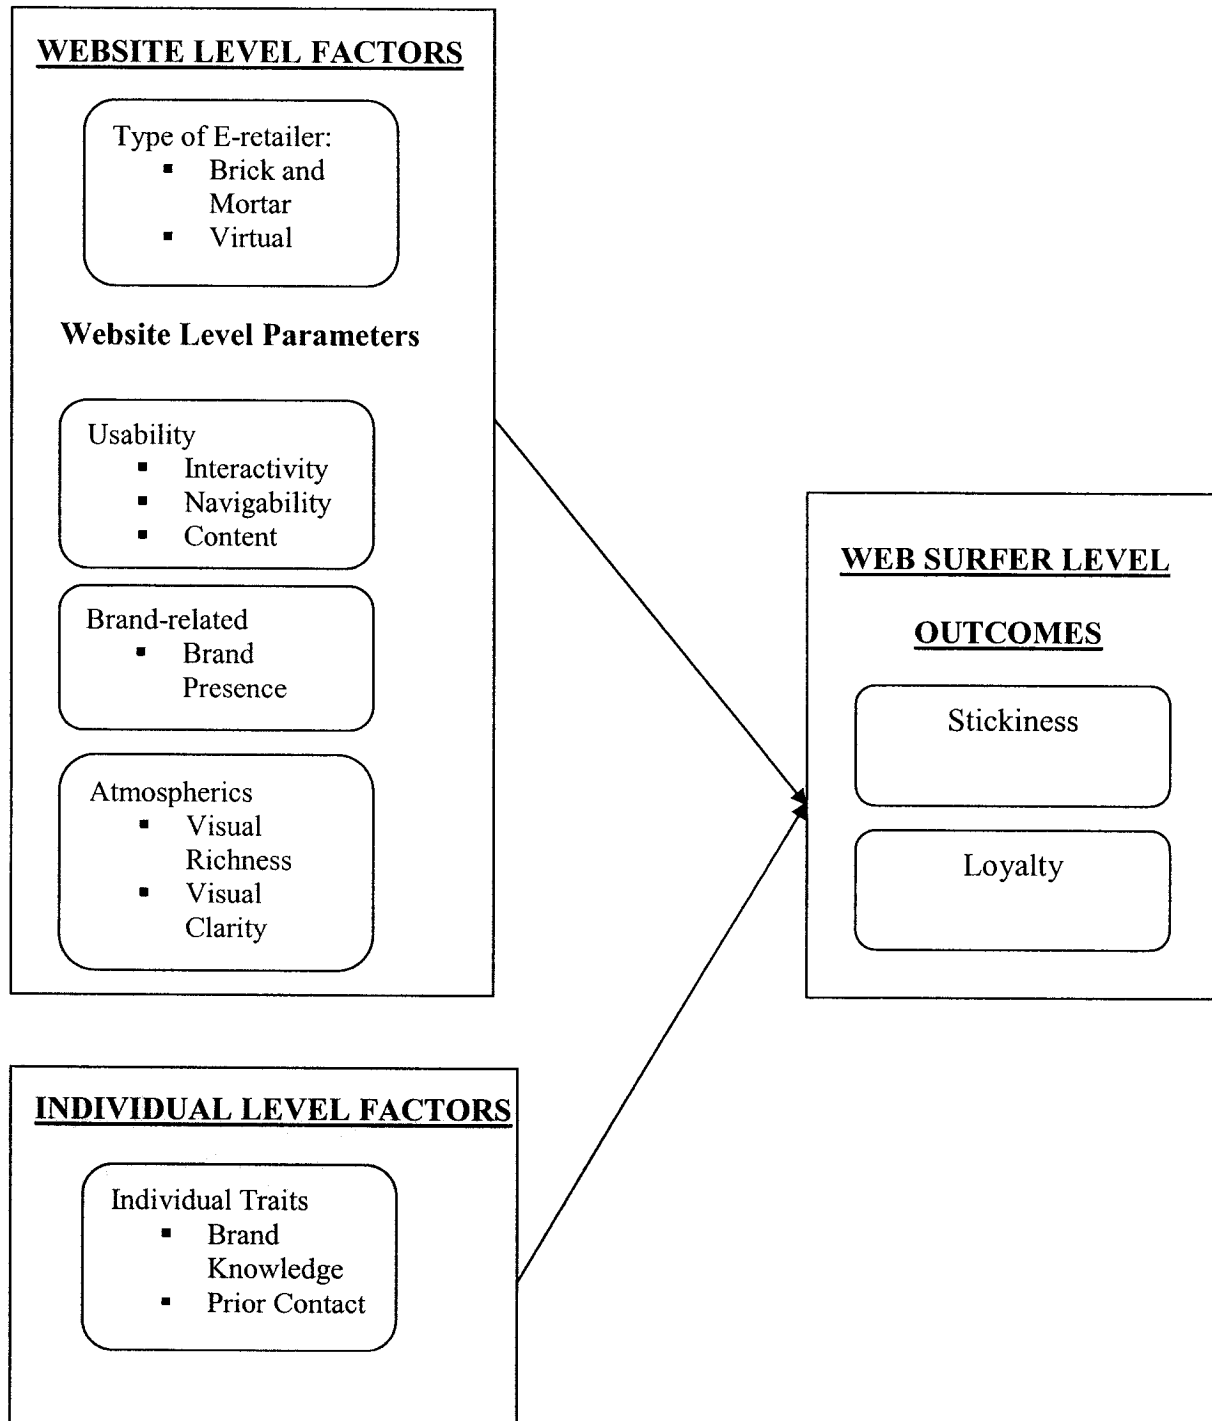 WEBSITE LEVEL FACTORS
Type of E-retailer:
▪ Brick and
Mortar
▪ Virtual
Website Level Parameters
Usability
▪ Interactivity
▪ Navigability
▪ Content
Brand-related
▪ Brand
Presence
Atmospherics
▪ Visual
Richness
▪ Visual
Clarity
INDIVIDUAL LEVEL FACTORS
Individual Traits
▪ Brand
Knowledge
▪ Prior Contact
WEB SURFER LEVEL
OUTCOMES
Stickiness
Loyalty